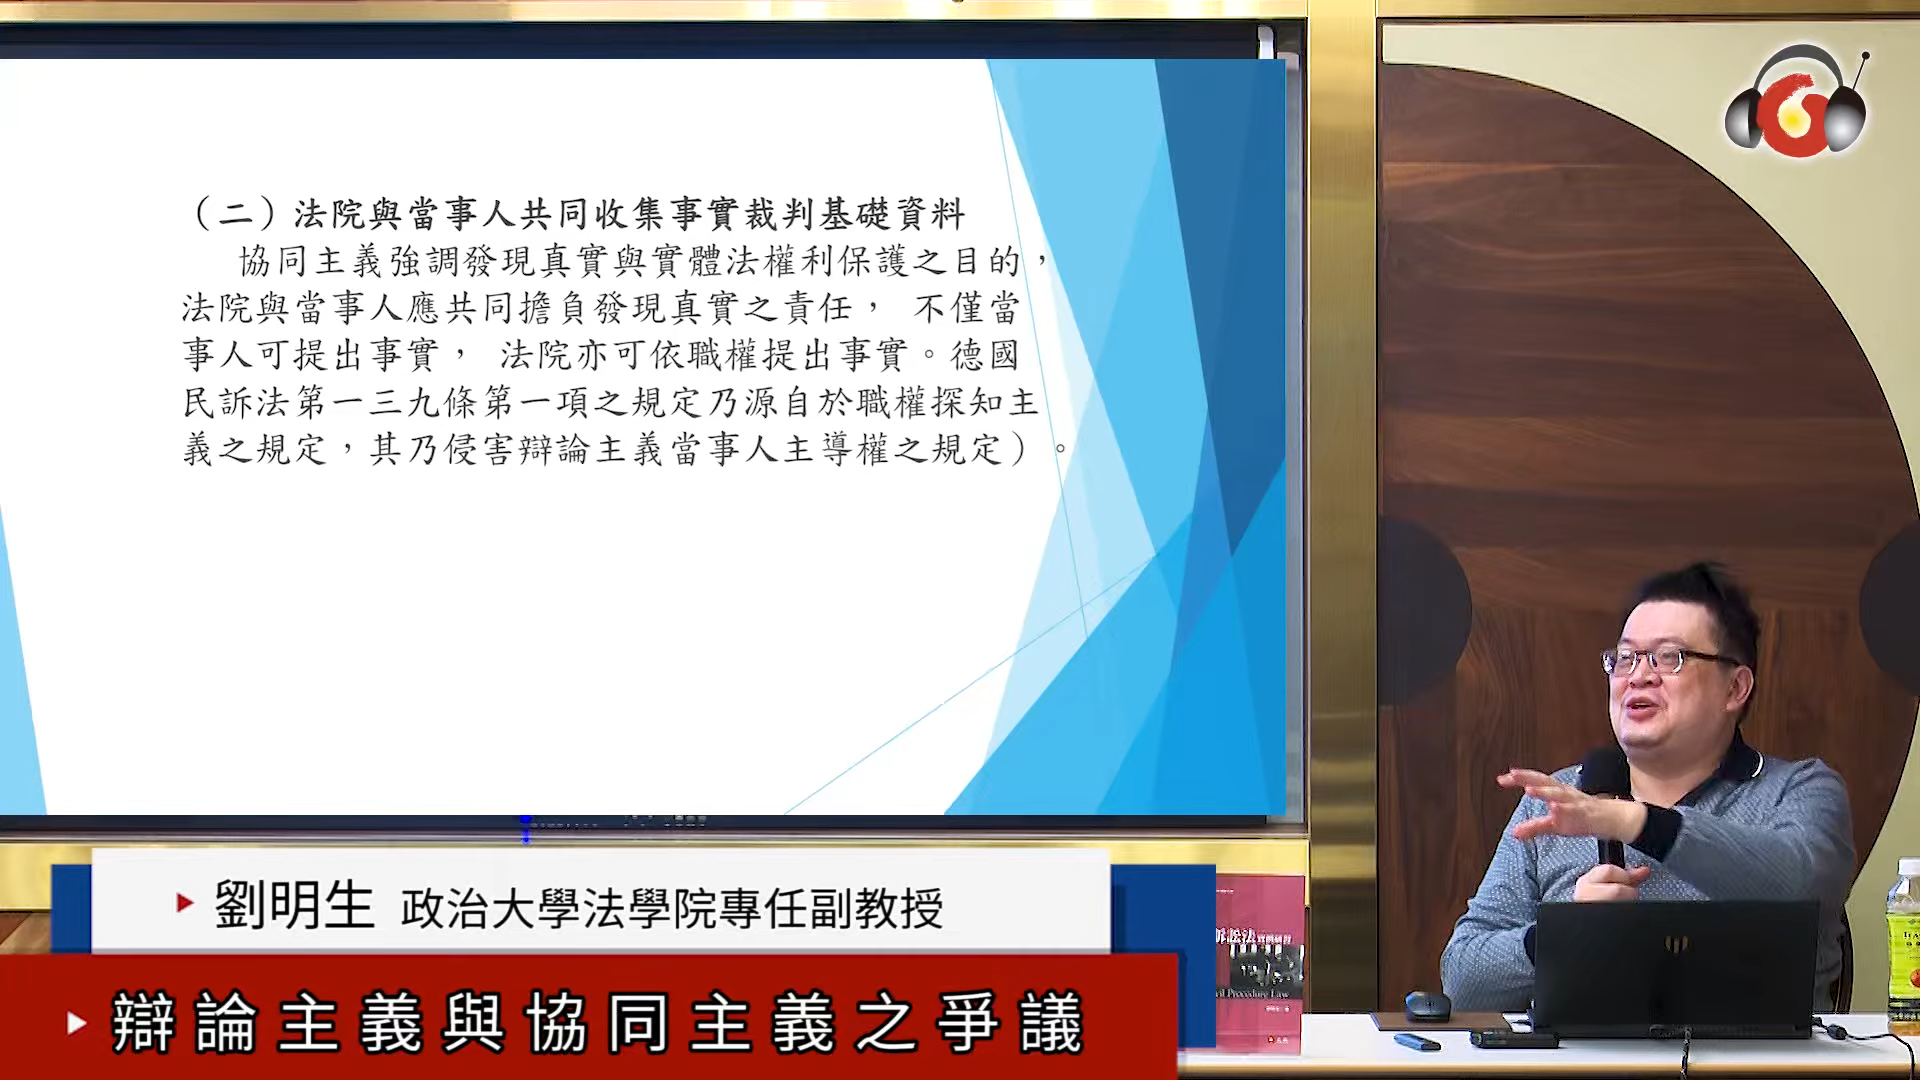 （二）法院與當事人共同收集事實裁判基礎資料
協同主義強調發現真實與實體法權利保護之目的，
法院與當事人應共同擔負發現真實之責任， 不僅當
事人可提出事實， 法院亦可依職權提出事實。德國
民訴法第一三九條第一項之規定乃源自於職權探知主
義之規定，其乃侵害辯論主義當事人主導權之規定）。
劉明生 政治大學法學院專任副教授
辯論主義與協同主義之爭議
訴訟法
Procedure Law